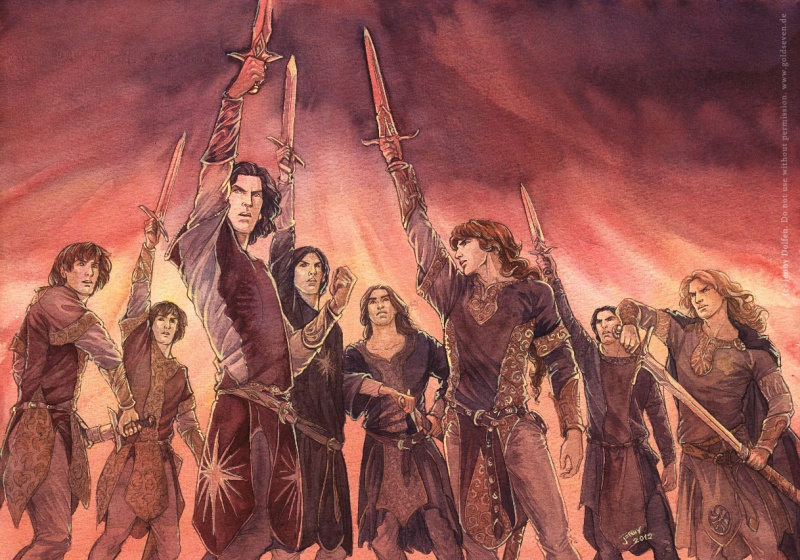 © Jenny Dolfen. Do not use without permission. www.goldseven.de
jenny
2012